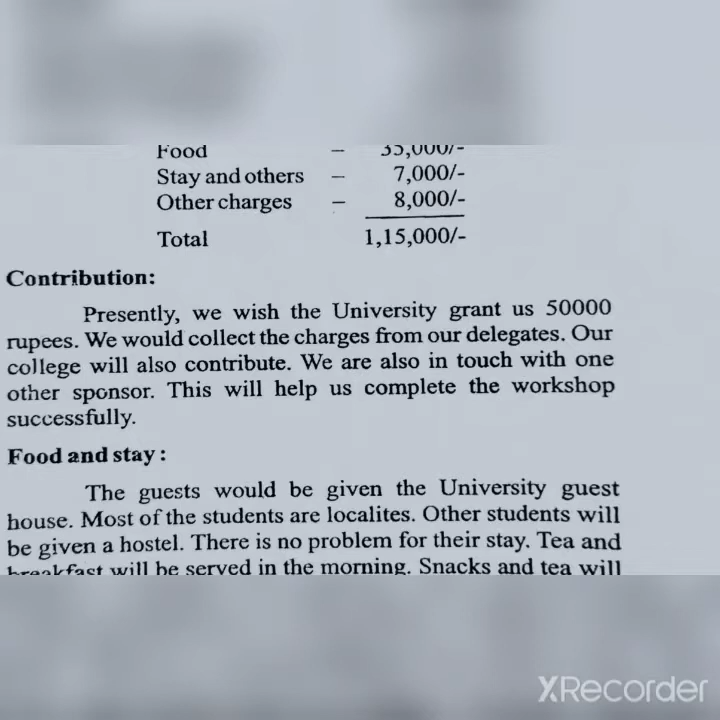 Food – 35,000/-
Stay and others – 7,000/-
Other charges – 8,000/-
Total 1,15,000/-
Contribution:
Presently, we wish the University grant us 50000
rupees. We would collect the charges from our delegates. Our
college will also contribute. We are also in touch with one
other sponsor. This will help us complete the workshop
successfully.
Food and stay :
The guests would be given the University guest
house. Most of the students are localites. Other students will
be given a hostel. There is no problem for their stay. Tea and
breakfast will be served in the morning. Snacks and tea will
XRecorder